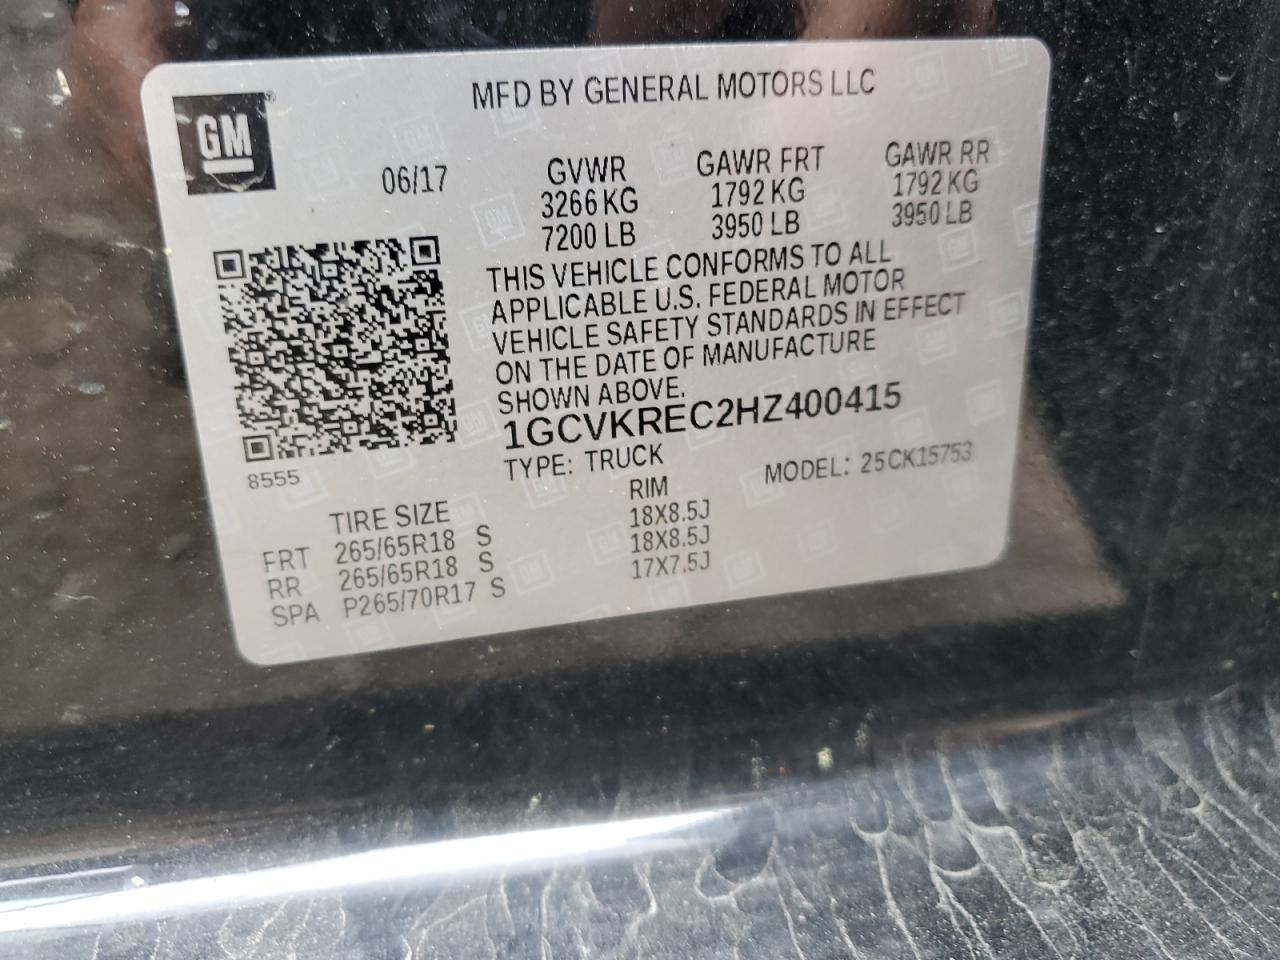 MFD BY GENERAL MOTORS LLC
GM
06/17
GVWR GAWR FRT GAWR RR
3266 KG 1792 KG 1792 KG
7200 LB 3950 LB 3950 LB
THIS VEHICLE CONFORMS TO ALL
APPLICABLE U.S. FEDERAL MOTOR
VEHICLE SAFETY STANDARDS IN EFFECT
ON THE DATE OF MANUFACTURE
SHOWN ABOVE.
1GCVKREC2HZ400415
8555
TYPE: TRUCK MODEL: 25CK15753
TIRE SIZE RIM
FRT 265/65R18 S 18X8.5J
RR 265/65R18 S 18X8.5J
SPA P265/70R17 S 17X7.5J